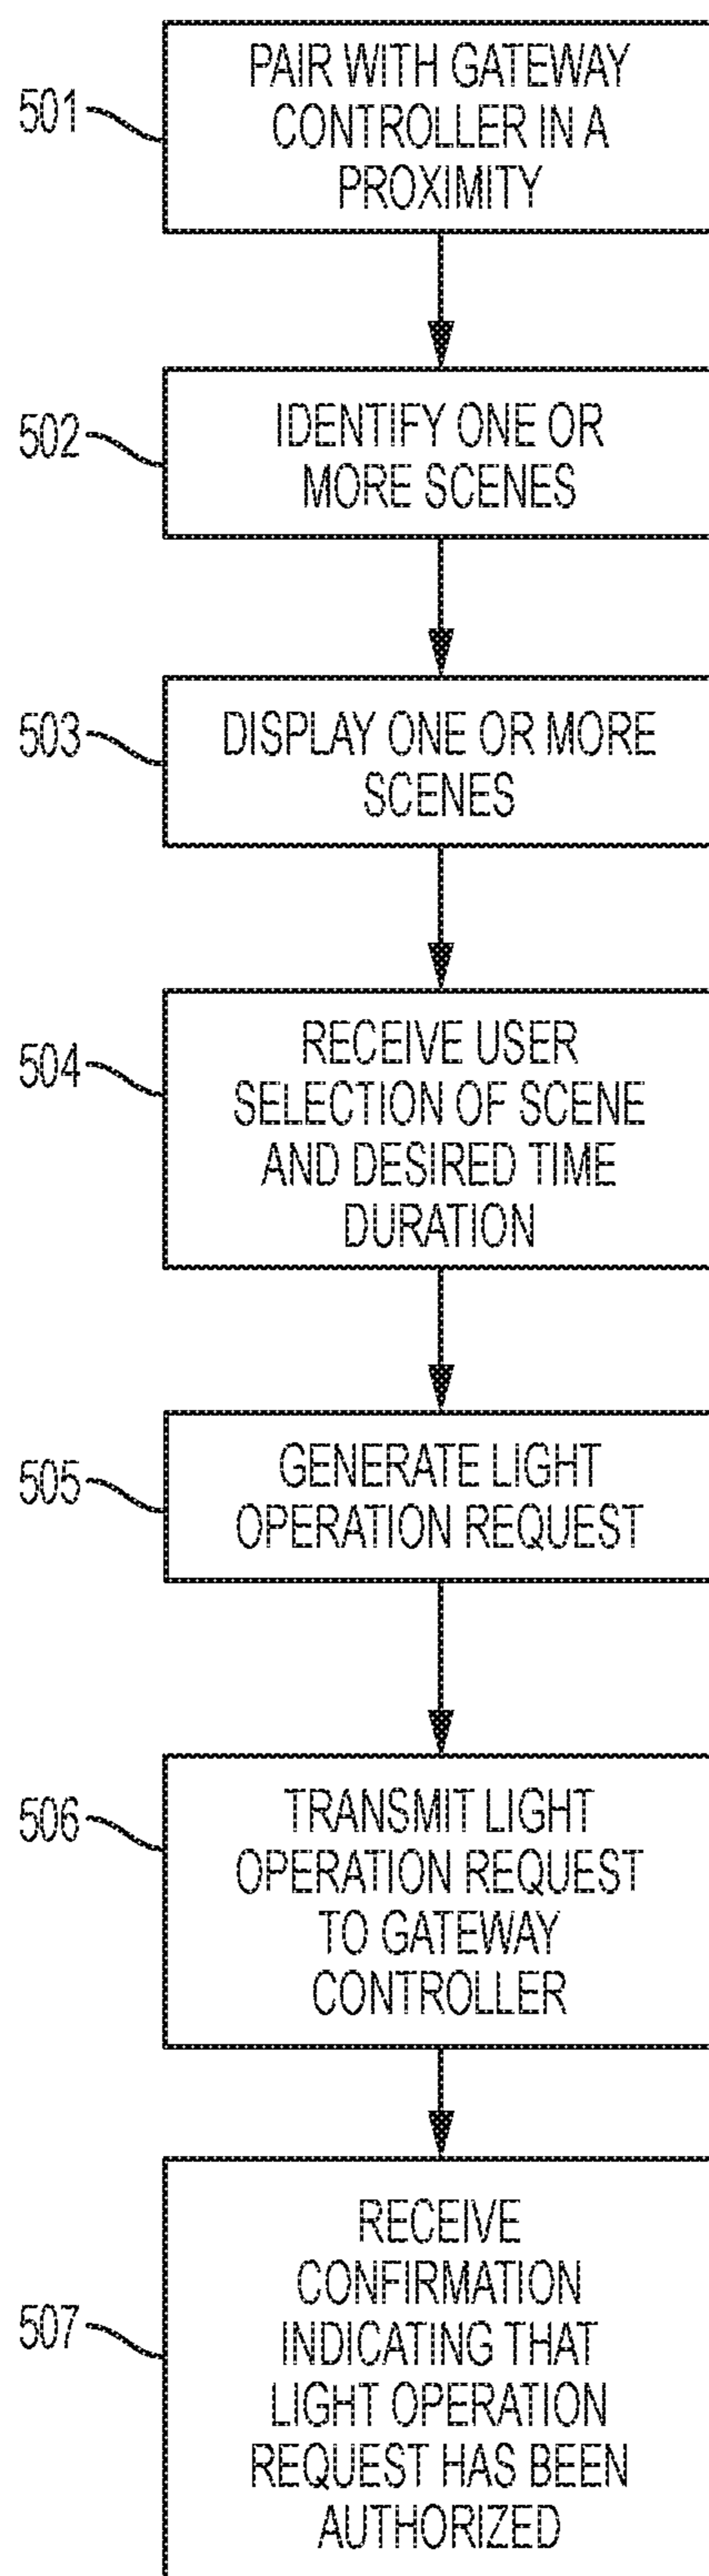 501
PAIR WITH GATEWAY
CONTROLLER IN A
PROXIMITY
502
IDENTIFY ONE OR
MORE SCENES
503
DISPLAY ONE OR MORE
SCENES
504
RECEIVE USER
SELECTION OF SCENE
AND DESIRED TIME
DURATION
505
GENERATE LIGHT
OPERATION REQUEST
506
TRANSMIT LIGHT
OPERATION REQUEST
TO GATEWAY
CONTROLLER
507
RECEIVE
CONFIRMATION
INDICATING THAT
LIGHT OPERATION
REQUEST HAS BEEN
AUTHORIZED